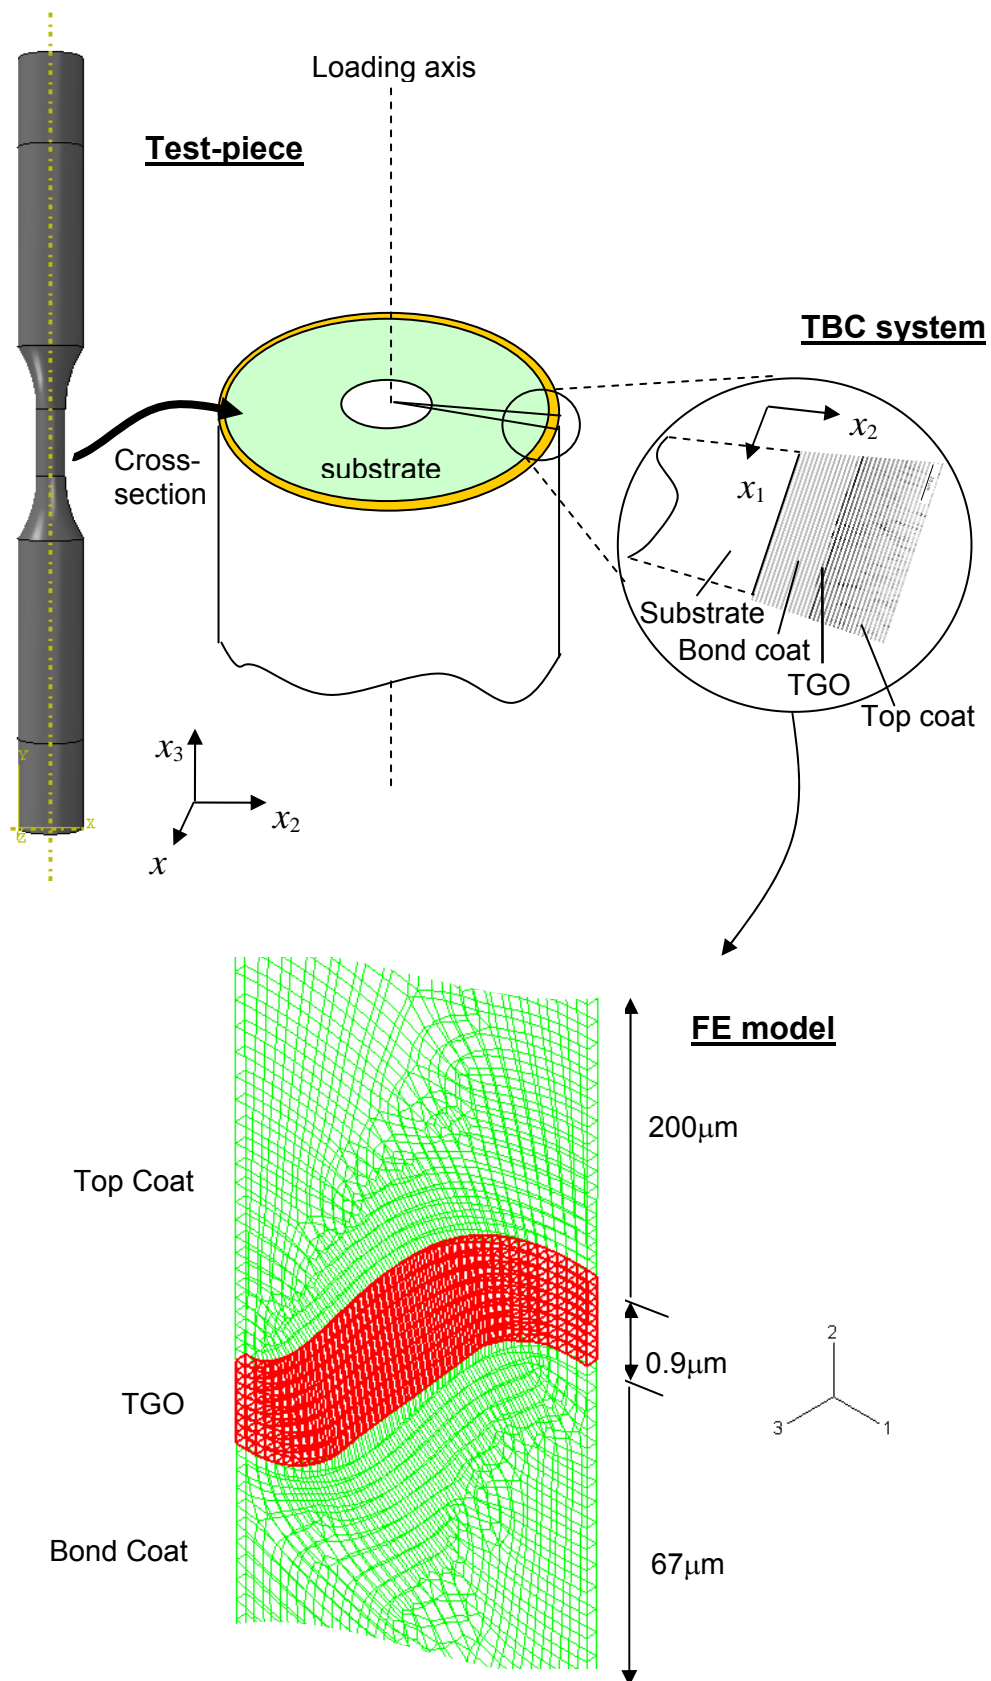 Loading axis
Test-piece
TBC system
x2
x1
Cross-
section
substrate
Substrate
Bond coat
TGO
Top coat
x3
x2
x
Y
X
Z
FE model
200μm
Top Coat
0.9μm
TGO
2
3
1
Bond Coat
67μm